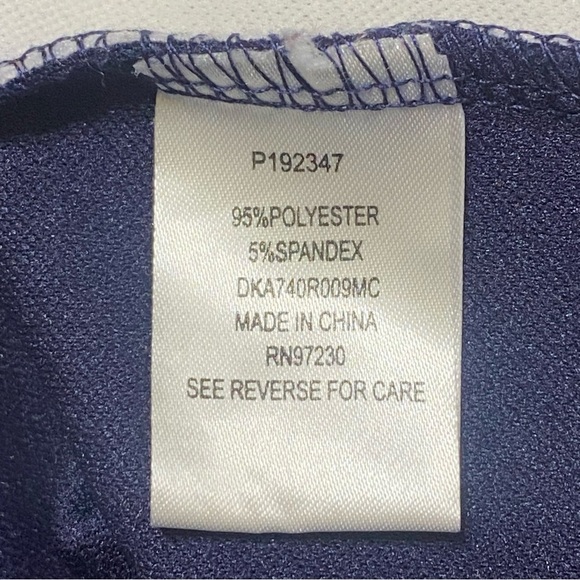 P192347
95%POLYESTER
5%SPANDEX
DKA740R009MC
MADE IN CHINA
RN97230
SEE REVERSE FOR CARE